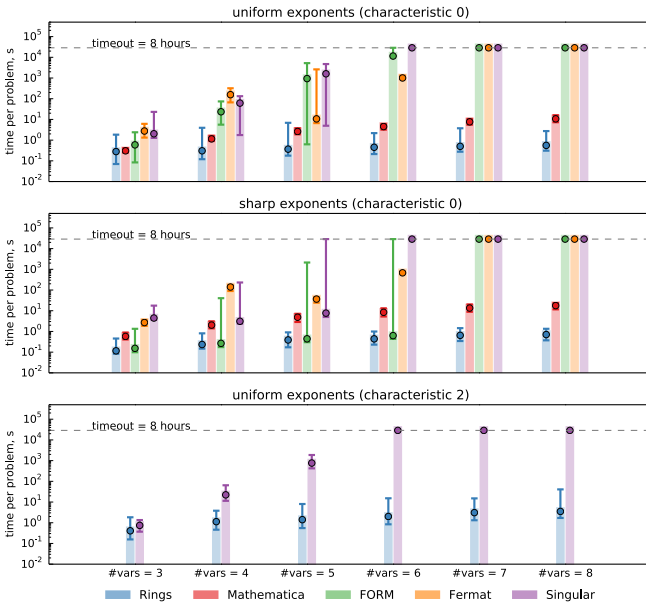 uniform exponents (characteristic 0)
10^5
10^4
10^3
10^2
10^1
10^0
10^-1
10^-2
time per problem, s
timeout = 8 hours
sharp exponents (characteristic 0)
10^5
10^4
10^3
10^2
10^1
10^0
10^-1
10^-2
time per problem, s
timeout = 8 hours
uniform exponents (characteristic 2)
10^5
10^4
10^3
10^2
10^1
10^0
10^-1
10^-2
time per problem, s
timeout = 8 hours
#vars = 3 #vars = 4 #vars = 5 #vars = 6 #vars = 7 #vars = 8
Rings Mathematica FORM Fermat Singular